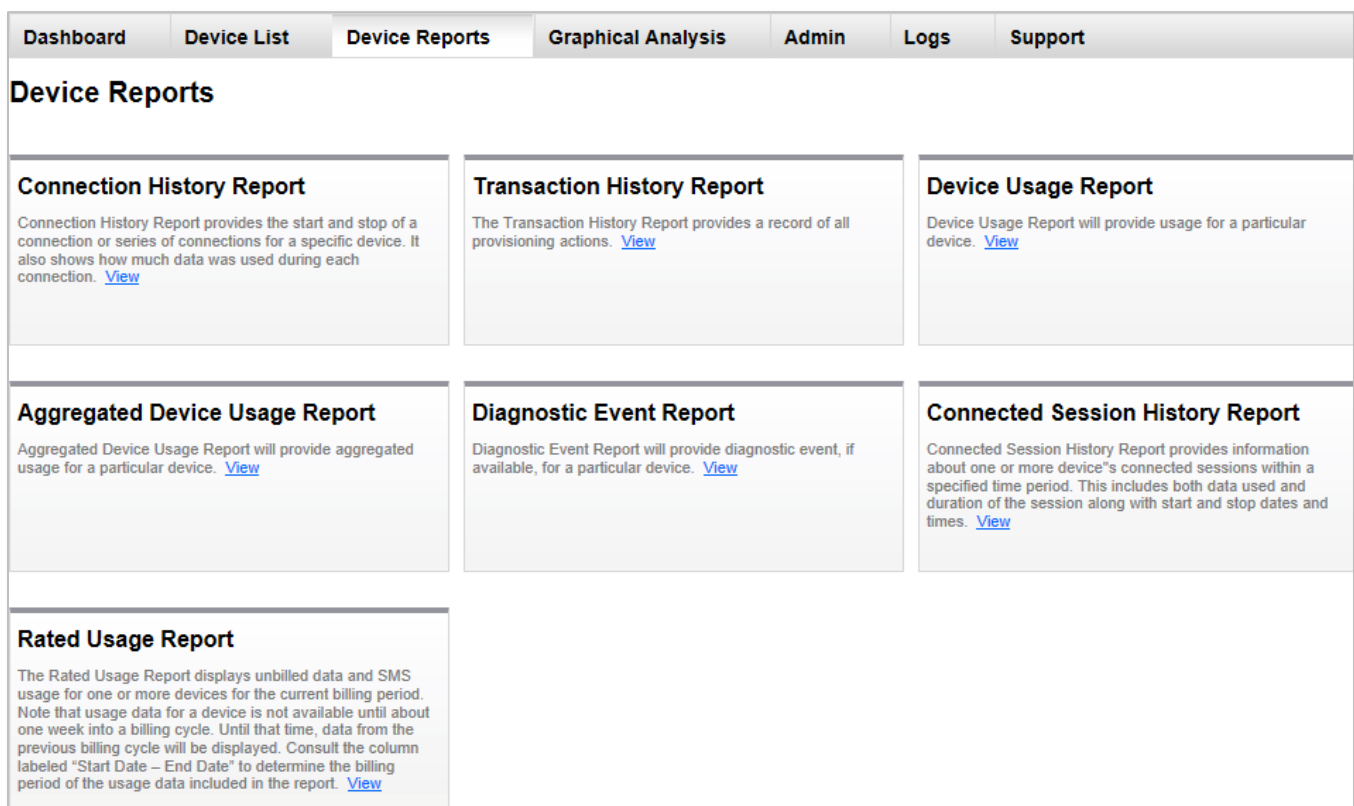 Dashboard Device List Device Reports Graphical Analysis Admin Logs Support
Device Reports
Connection History Report
Connection History Report provides the start and stop of a
connection or series of connections for a specific device. It
also shows how much data was used during each
connection. View
Transaction History Report
The Transaction History Report provides a record of all
provisioning actions. View
Device Usage Report
Device Usage Report will provide usage for a particular
device. View
Aggregated Device Usage Report
Aggregated Device Usage Report will provide aggregated
usage for a particular device. View
Diagnostic Event Report
Diagnostic Event Report will provide diagnostic event, if
available, for a particular device. View
Connected Session History Report
Connected Session History Report provides information
about one or more device"s connected sessions within a
specified time period. This includes both data used and
duration of the session along with start and stop dates and
times. View
Rated Usage Report
The Rated Usage Report displays unbilled data and SMS
usage for one or more devices for the current billing period.
Note that usage data for a device is not available until about
one week into a billing cycle. Until that time, data from the
previous billing cycle will be displayed. Consult the column
labeled “Start Date – End Date” to determine the billing
period of the usage data included in the report. View